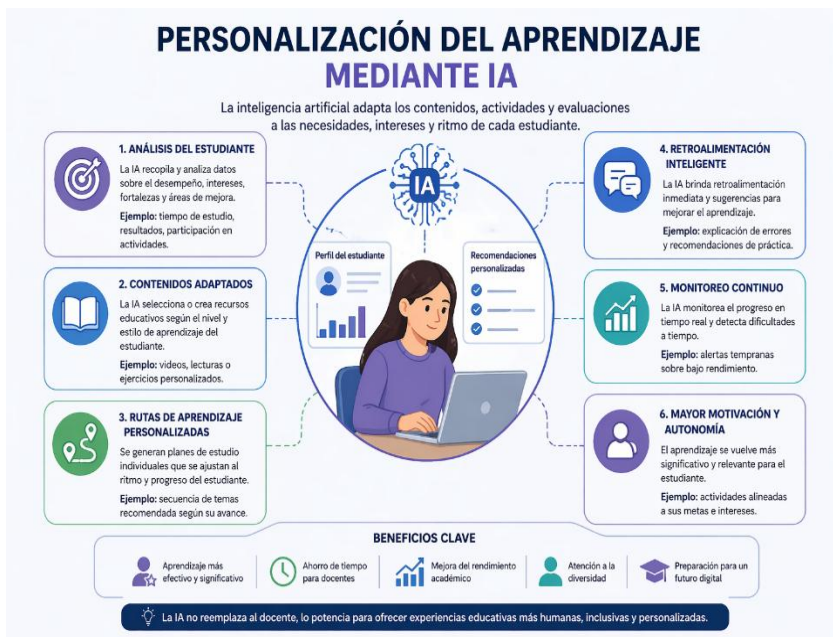 PERSONALIZACIÓN DEL APRENDIZAJE
MEDIANTE IA
La inteligencia artificial adapta los contenidos, actividades y evaluaciones
a las necesidades, intereses y ritmo de cada estudiante.
1. ANÁLISIS DEL ESTUDIANTE
La IA recopila y analiza datos
sobre el desempeño, intereses,
fortalezas y áreas de mejora.
Ejemplo: tiempo de estudio,
resultados, participación en
actividades.
2. CONTENIDOS ADAPTADOS
La IA selecciona o crea recursos
educativos según el nivel y
estilo de aprendizaje del
estudiante.
Ejemplo: videos, lecturas o
ejercicios personalizados.
3. RUTAS DE APRENDIZAJE
PERSONALIZADAS
Se generan planes de estudio
individuales que se ajustan al
ritmo y progreso del estudiante.
Ejemplo: secuencia de temas
recomendada según su avance.
IA
Perfil del estudiante
Recomendaciones
personalizadas
4. RETROALIMENTACIÓN
INTELIGENTE
La IA brinda retroalimentación
inmediata y sugerencias para
mejorar el aprendizaje.
Ejemplo: explicación de errores
y recomendaciones de práctica.
5. MONITOREO CONTINUO
La IA monitorea el progreso en
tiempo real y detecta dificultades
a tiempo.
Ejemplo: alertas tempranas
sobre bajo rendimiento.
6. MAYOR MOTIVACIÓN Y
AUTONOMÍA
El aprendizaje se vuelve más
significativo y relevante para el
estudiante.
Ejemplo: actividades alineadas
a sus metas e intereses.
BENEFICIOS CLAVE
Aprendizaje más
efectivo y significativo
Ahorro de tiempo
para docentes
Mejora del rendimiento
académico
Atención a la
diversidad
Preparación para un
futuro digital
La IA no reemplaza al docente, lo potencia para ofrecer experiencias educativas más humanas, inclusivas y personalizadas.